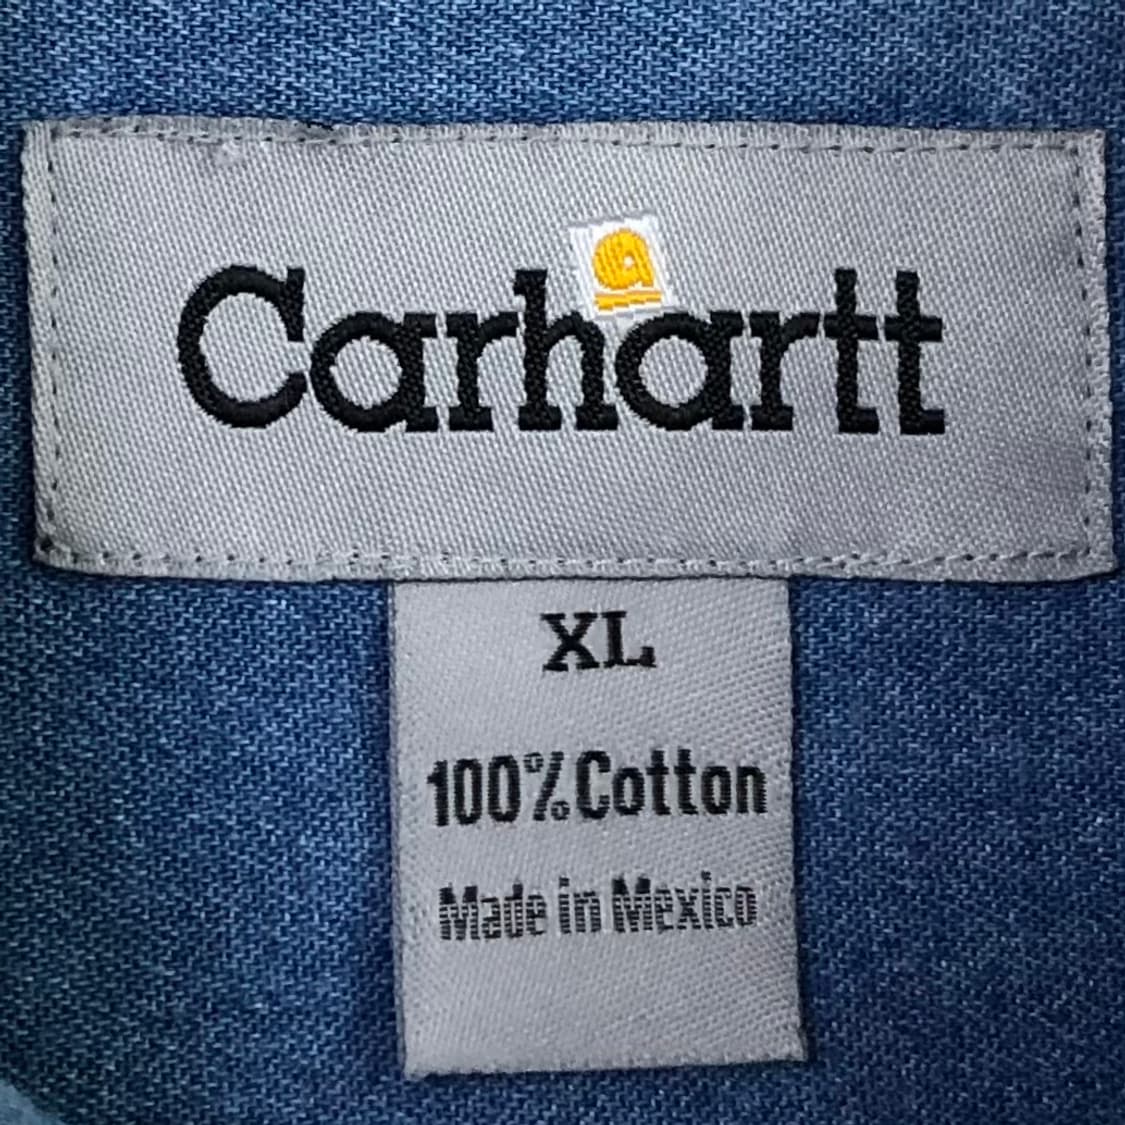 Carhartt
XL
100% Cotton
Made in Mexico